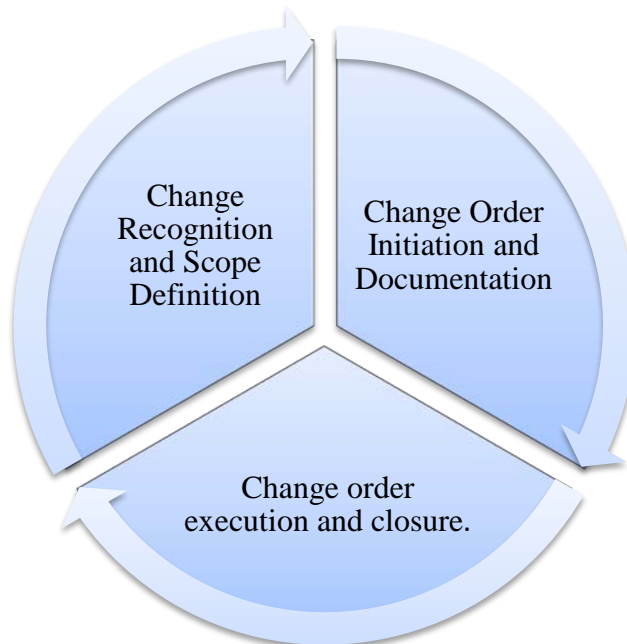 Change
Recognition
and Scope
Definition
Change Order
Initiation and
Documentation
Change order
execution and closure.